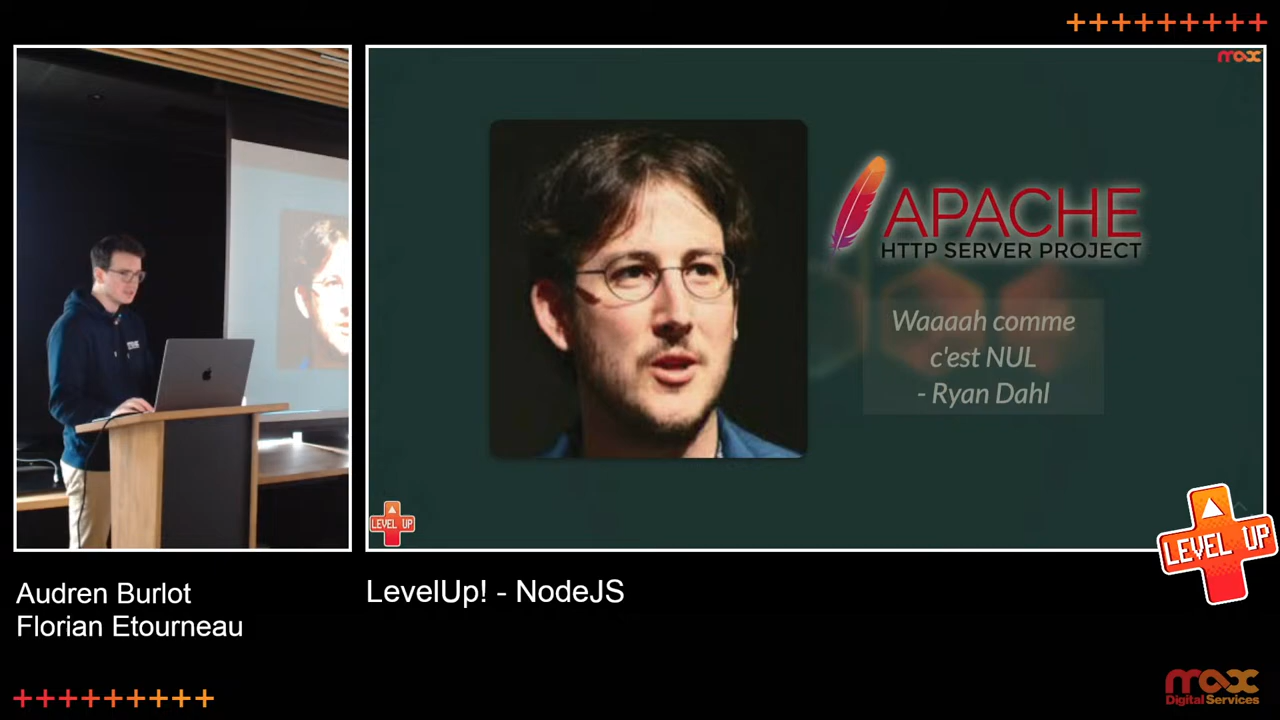 +++++++++
max
APACHE
HTTP SERVER PROJECT
Waaaah comme
c'est NUL
- Ryan Dahl
LEVEL UP
LEVEL UP
Audren Burlot
Florian Etourneau
LevelUp! - NodeJS
+++++++++
max
Digital Services